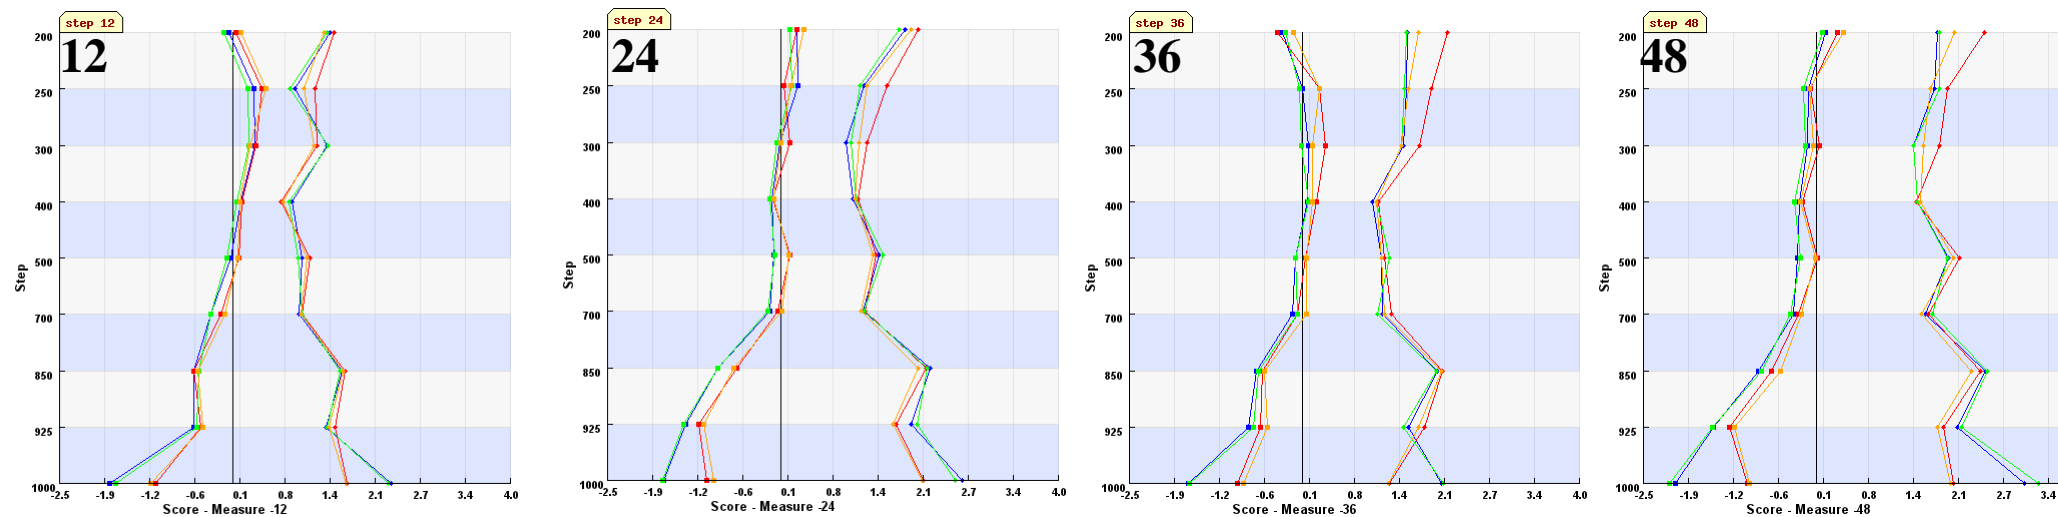 step 12
12
200
250
300
400
500
700
850
925
1000
Step
-2.5 -1.9 -1.2 -0.6 0.1 0.8 1.4 2.1 2.7 3.4 4.0
Score - Measure -12
step 24
24
200
250
300
400
500
700
850
925
1000
Step
-2.5 -1.9 -1.2 -0.6 0.1 0.8 1.4 2.1 2.7 3.4 4.0
Score - Measure -24
step 36
36
200
250
300
400
500
700
850
925
1000
Step
-2.5 -1.9 -1.2 -0.6 0.1 0.8 1.4 2.1 2.7 3.4 4.0
Score - Measure -36
step 48
48
200
250
300
400
500
700
850
925
1000
Step
-2.5 -1.9 -1.2 -0.6 0.1 0.8 1.4 2.1 2.7 3.4
Score - Measure -48